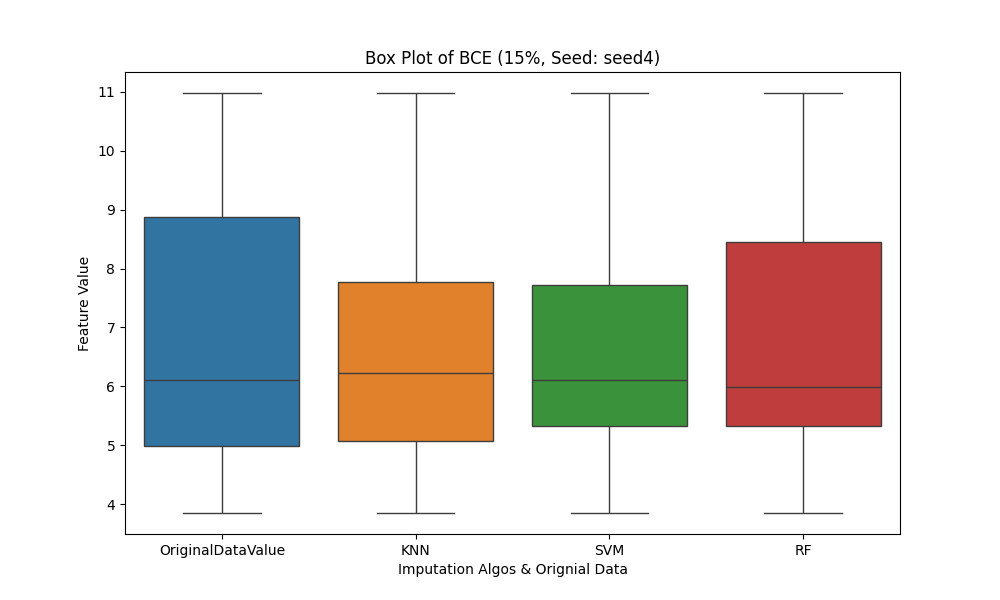 Box Plot of BCE (15%, Seed: seed4)
11
10
9
8
7
6
5
4
Feature Value
OriginalDataValue
KNN
SVM
RF
Imputation Algos & Orignial Data